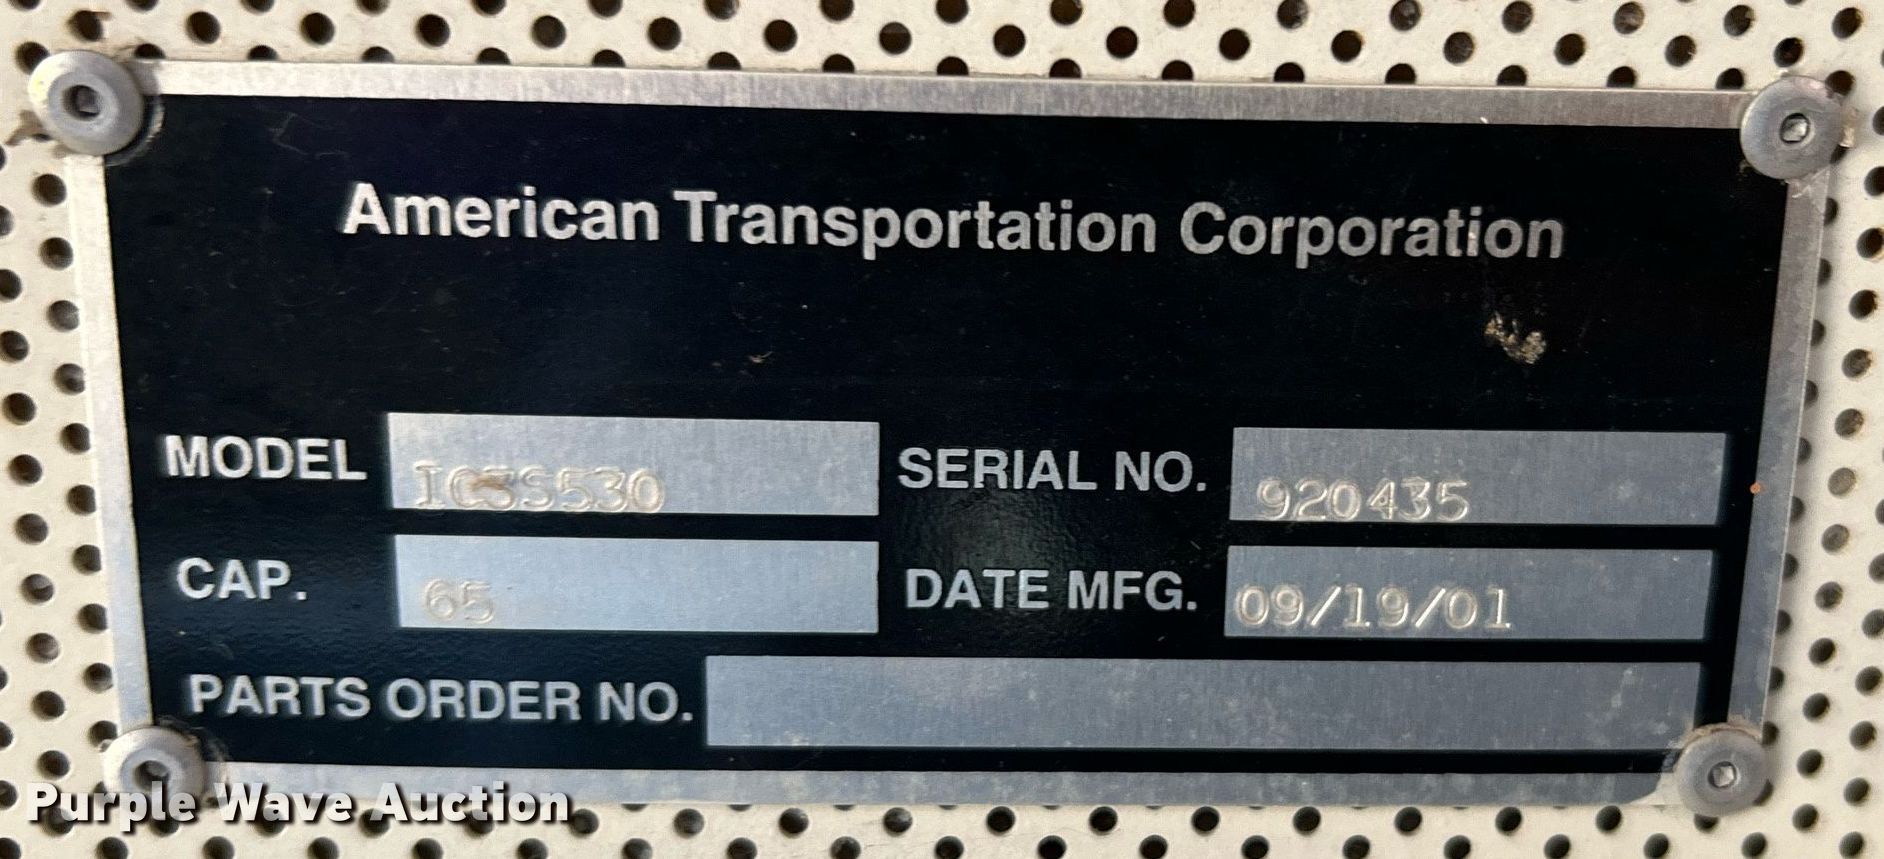 American Transportation Corporation
MODEL IC3S530 SERIAL NO. 920435
CAP. 65 DATE MFG. 09/19/01
PARTS ORDER NO.
Purple Wave Auction